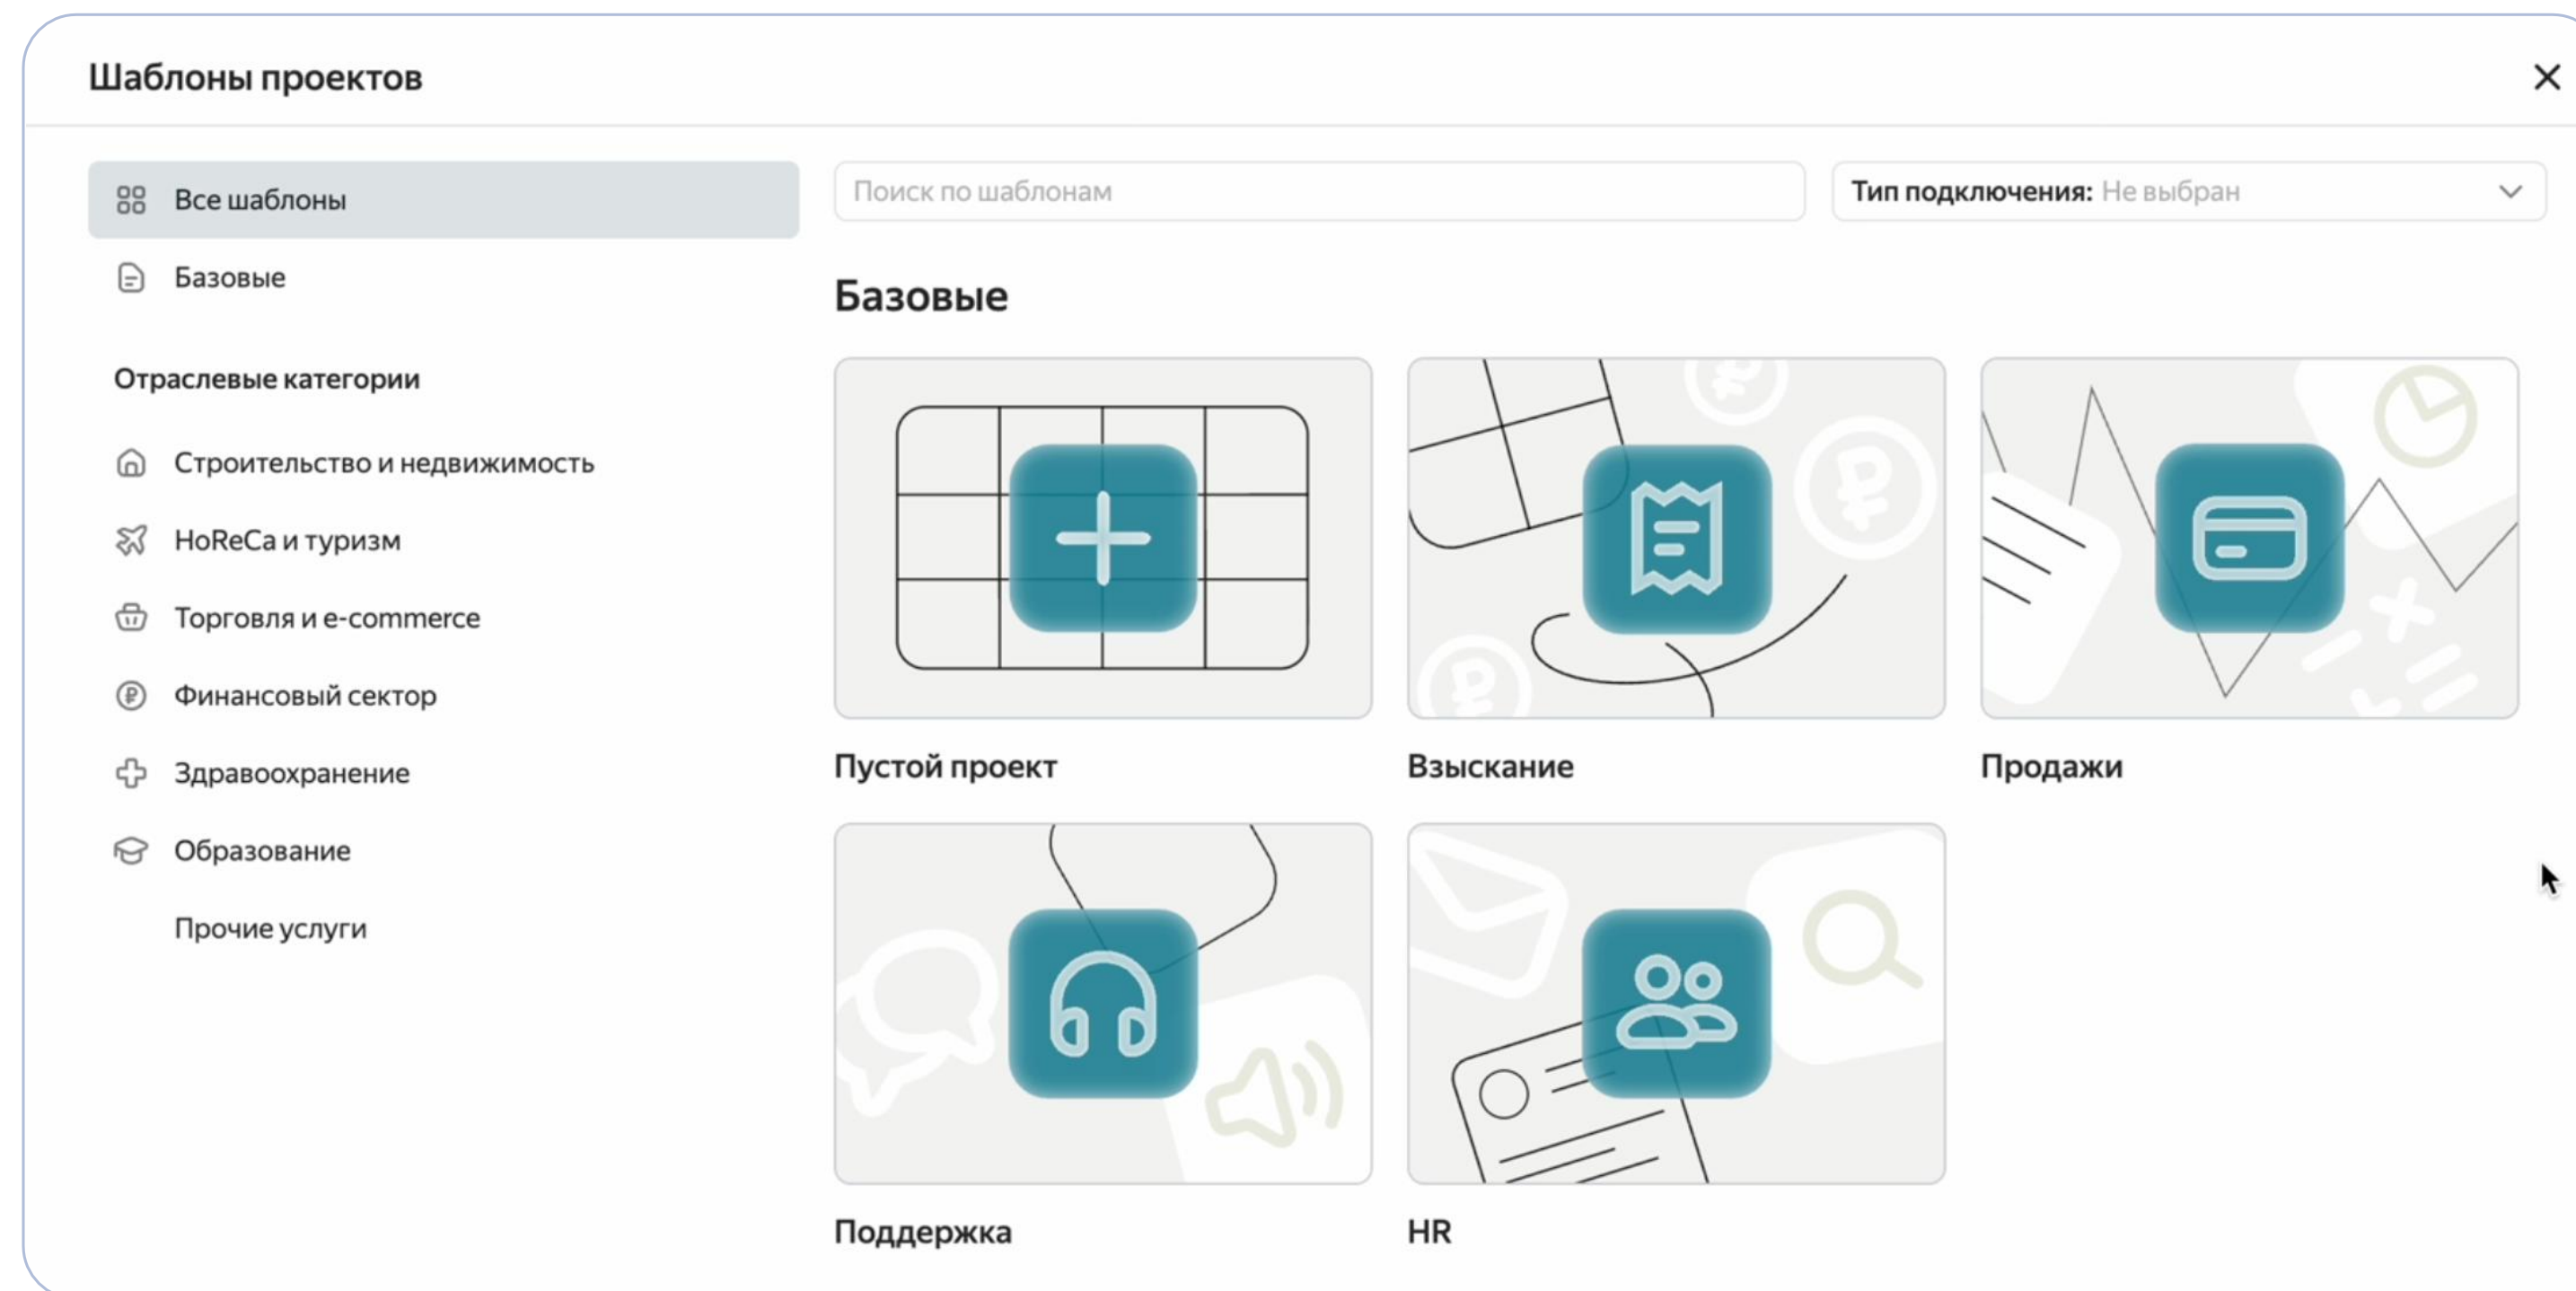 Шаблоны проектов
Все шаблоны
Базовые
Отраслевые категории
Строительство и недвижимость
HoReCa и туризм
Торговля и e-commerce
Финансовый сектор
Здравоохранение
Образование
Прочие услуги
Поиск по шаблонам
Тип подключения: Не выбран
Базовые
Пустой проект
Взыскание
Продажи
Поддержка
HR